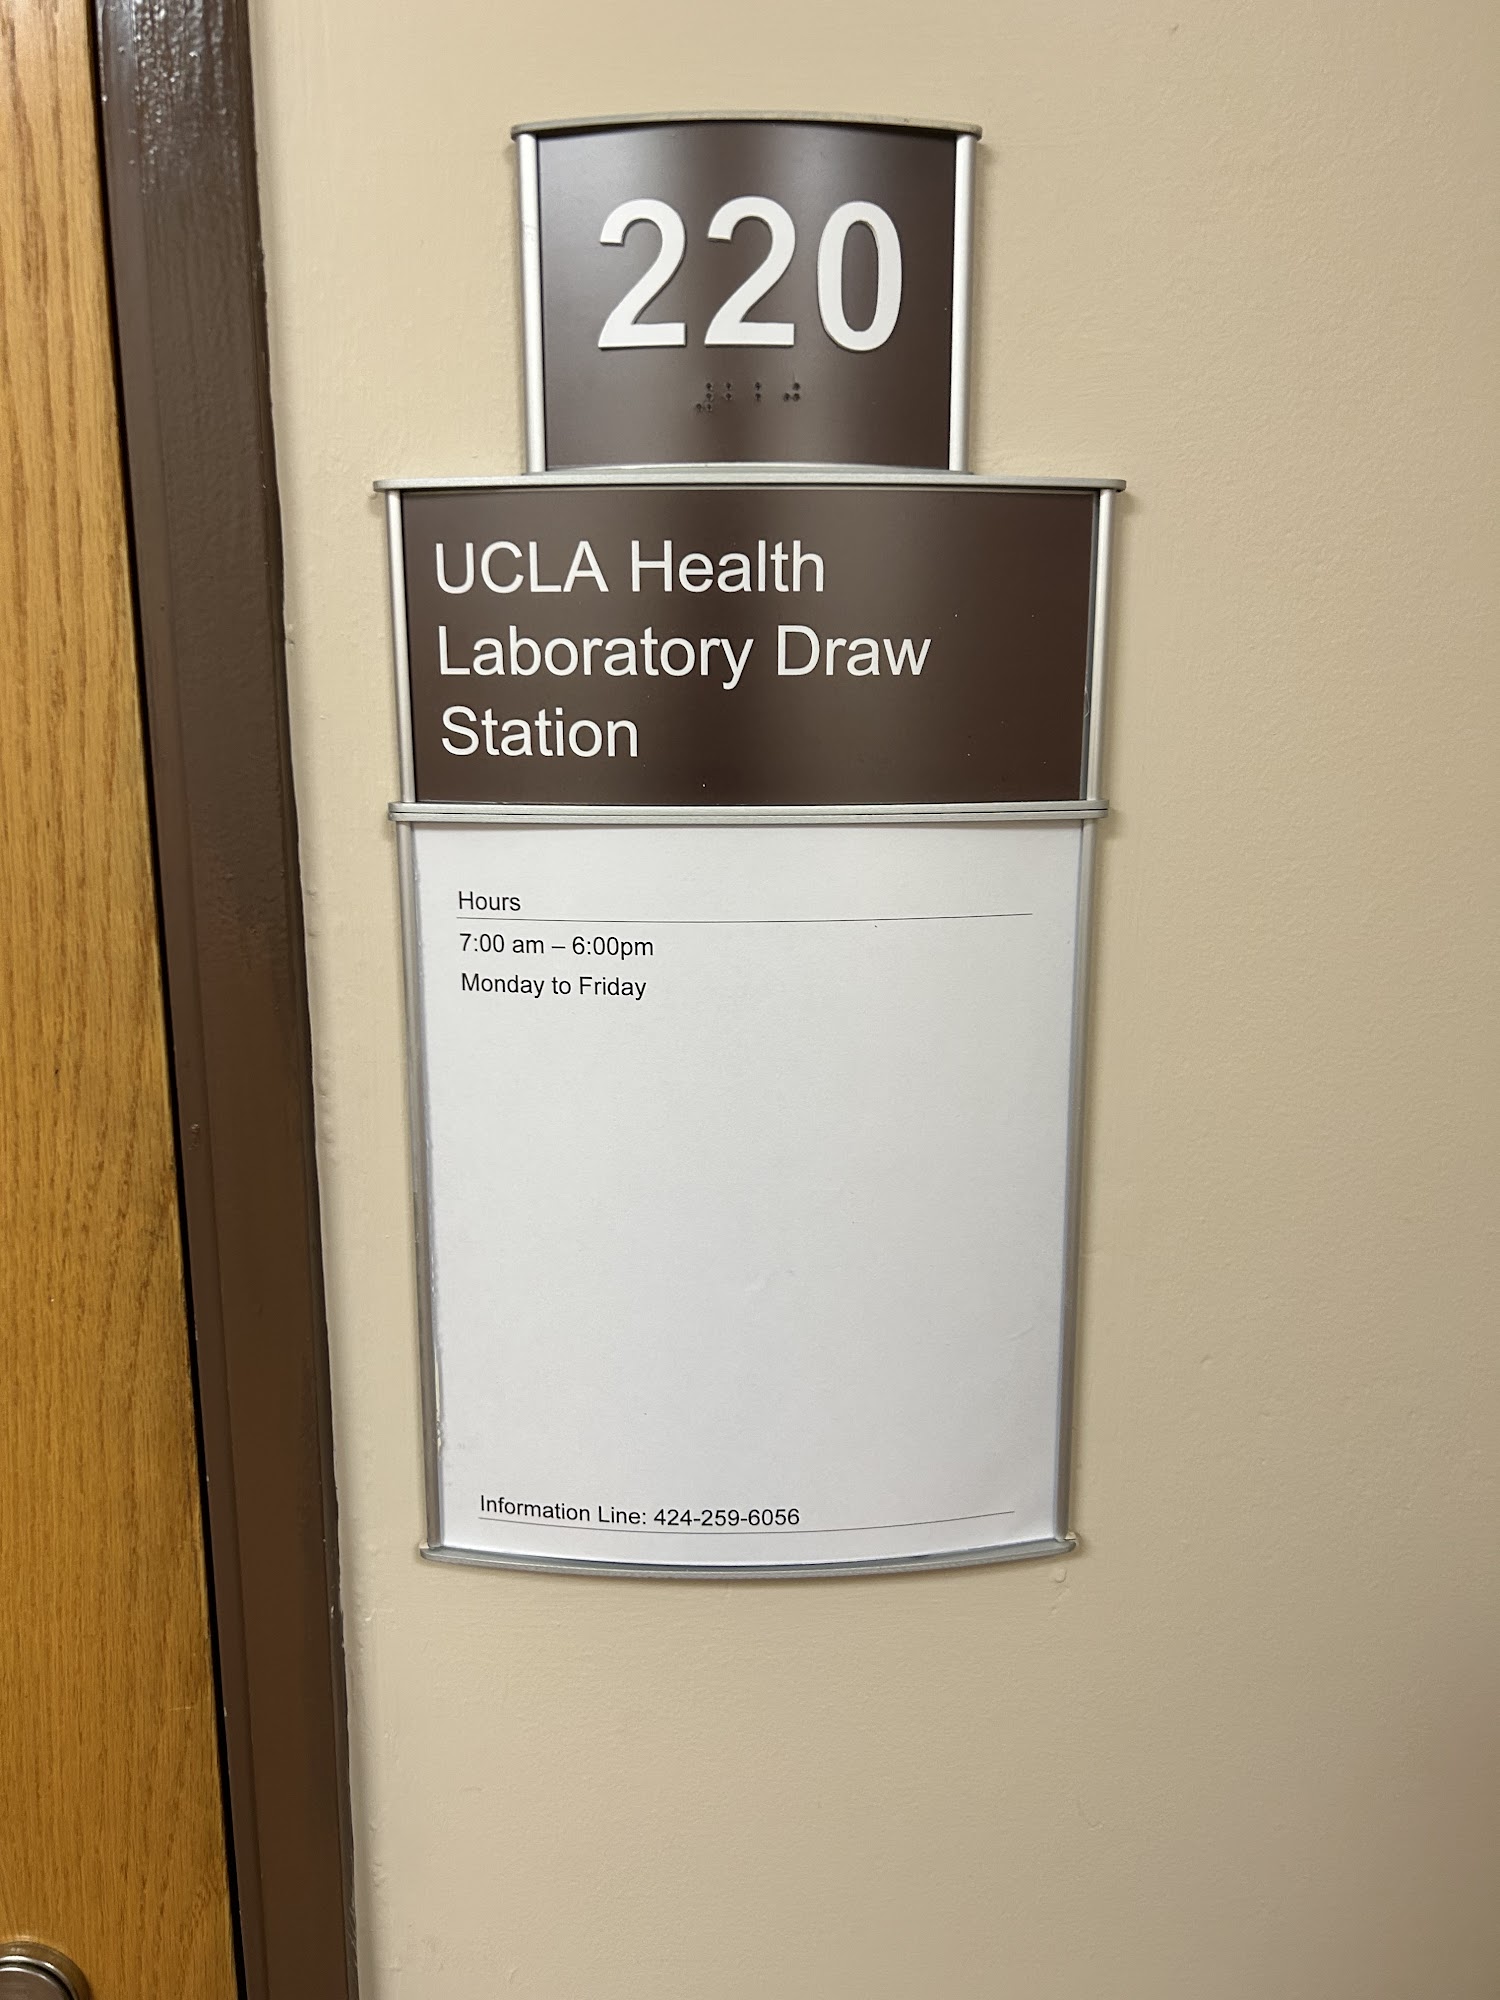 220
UCLA Health
Laboratory Draw
Station
Hours
7:00 am – 6:00pm
Monday to Friday
Information Line: 424-259-6056